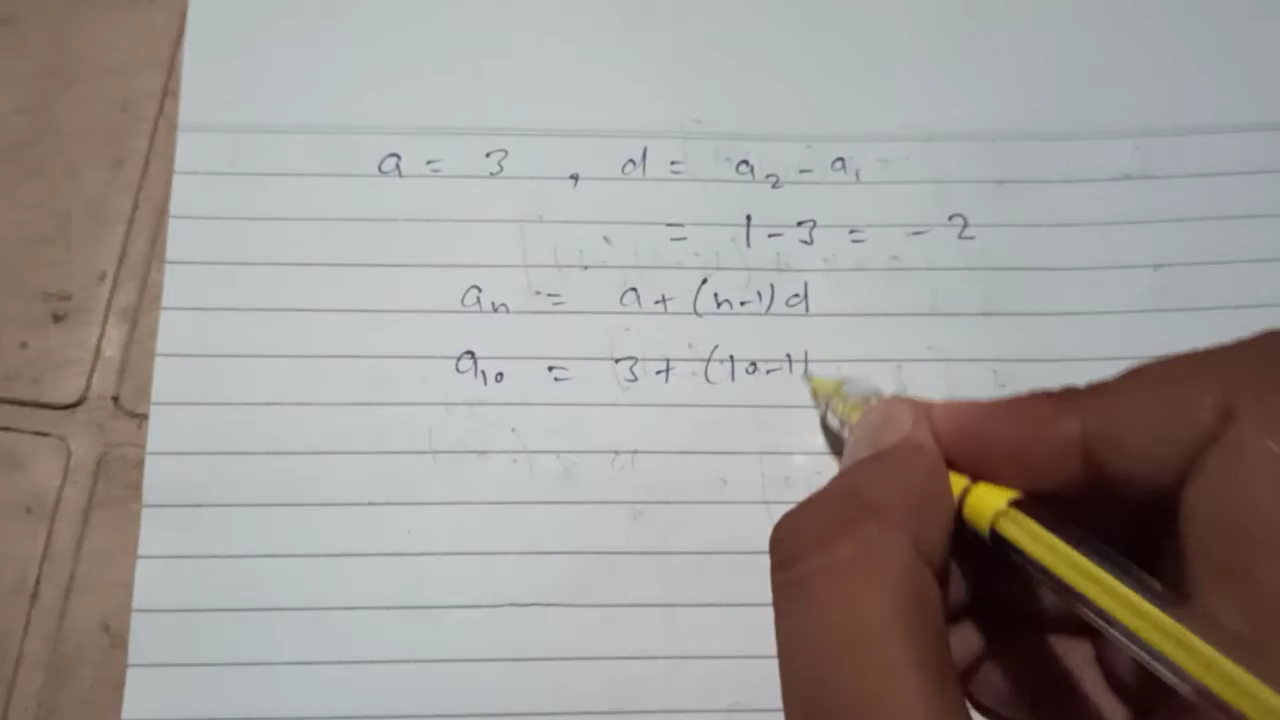 a = 3 , d = a₂ - a₁
= 1 - 3 = - 2
aₙ = a + (n-1)d
a₁₀ = 3 + (10-1)